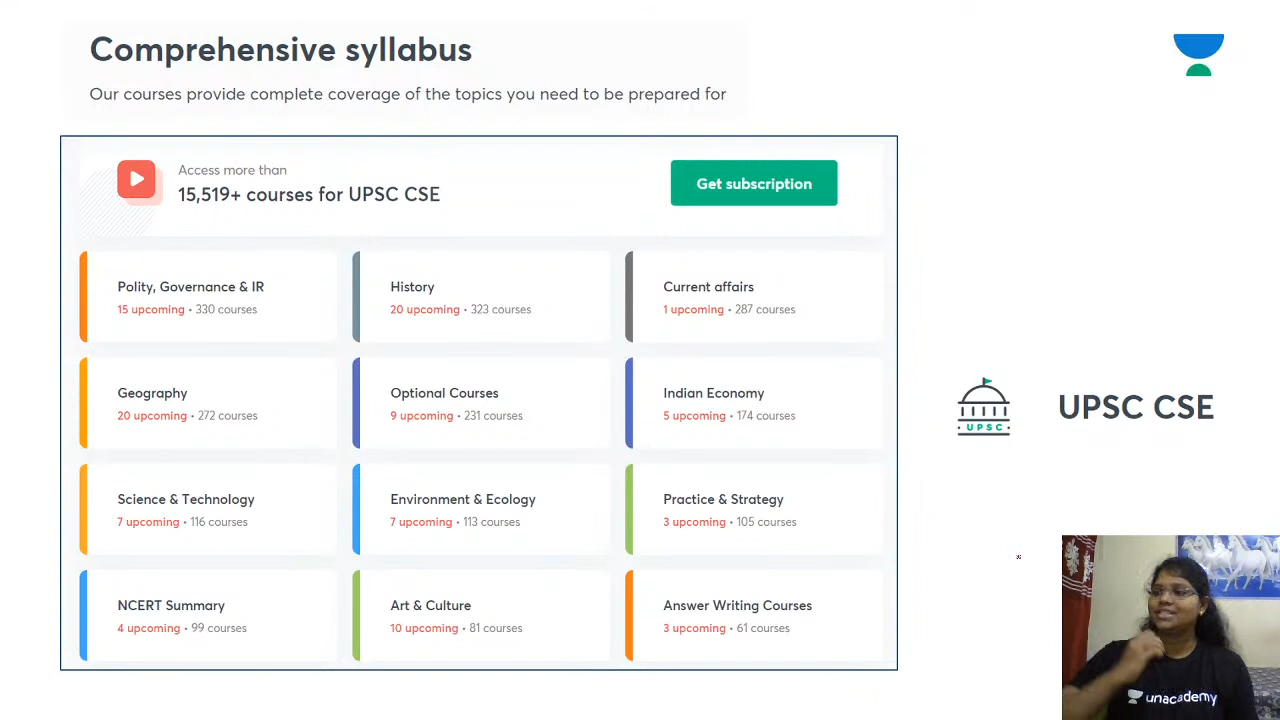 Comprehensive syllabus
Our courses provide complete coverage of the topics you need to be prepared for
Access more than
15,519+ courses for UPSC CSE
Get subscription
Polity, Governance & IR
15 upcoming • 330 courses
History
20 upcoming • 323 courses
Current affairs
1 upcoming • 287 courses
Geography
20 upcoming • 272 courses
Optional Courses
9 upcoming • 231 courses
Indian Economy
5 upcoming • 174 courses
Science & Technology
7 upcoming • 116 courses
Environment & Ecology
7 upcoming • 113 courses
Practice & Strategy
3 upcoming • 105 courses
NCERT Summary
4 upcoming • 99 courses
Art & Culture
10 upcoming • 81 courses
Answer Writing Courses
3 upcoming • 61 courses
UPSC
UPSC CSE
unacademy